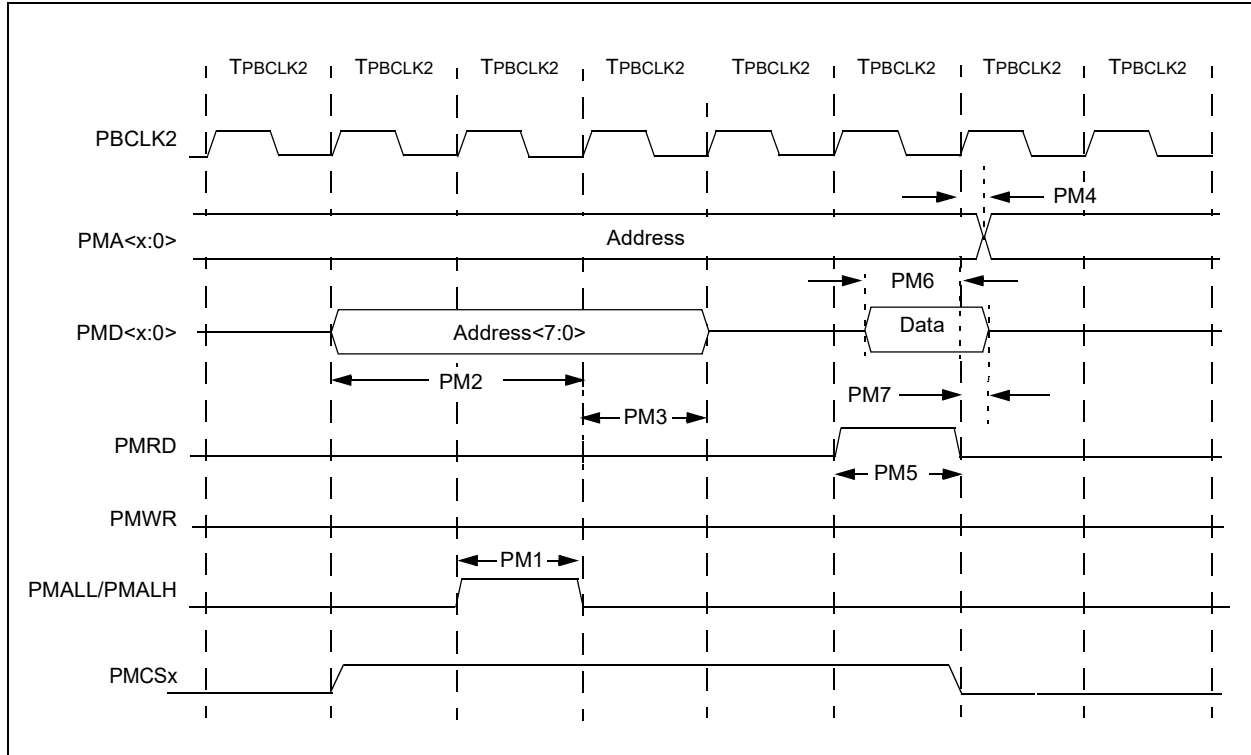 TPBCLK2 TPBCLK2 TPBCLK2 TPBCLK2 TPBCLK2 TPBCLK2 TPBCLK2 TPBCLK2
PBCLK2
PM4
PMA<x:0>
Address
PM6
PMD<x:0>
Address<7:0>
Data
PM2
PM7
PM3
PMRD
PM5
PMWR
PM1
PMALL/PMALH
PMCSx